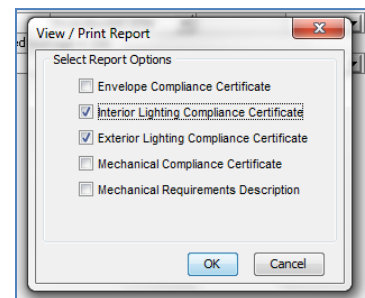 View / Print Report
ed
Select Report Options
Envelope Compliance Certificate
Interior Lighting Compliance Certificate
Exterior Lighting Compliance Certificate
Mechanical Compliance Certificate
Mechanical Requirements Description
OK Cancel